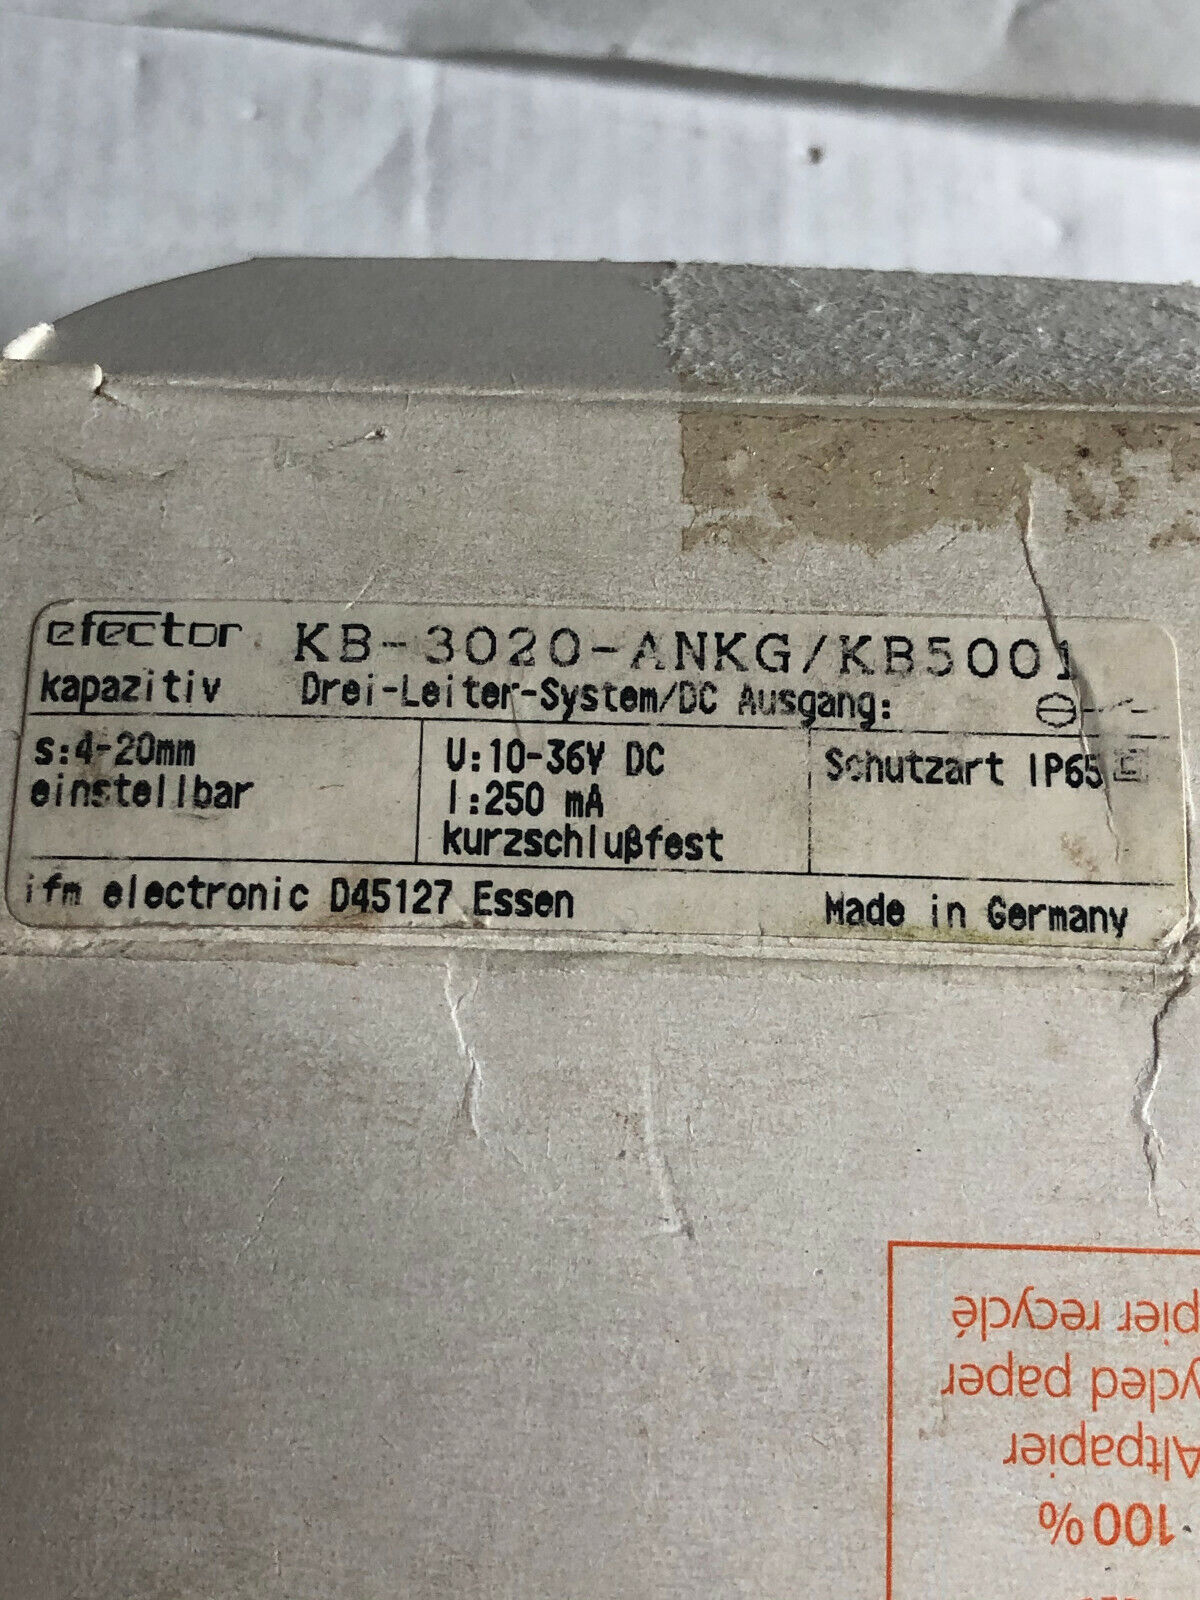 efector KB-3020-ANKG/KB5001
kapazitiv Drei-Leiter-System/DC Ausgang:
s:4-20mm
einstellbar
U:10-36V DC
I:250 mA
kurzschlußfest
Schutzart IP65
ifm electronic D45127 Essen
Made in Germany
100%
Altpapier
ycled paper
pier recyclé